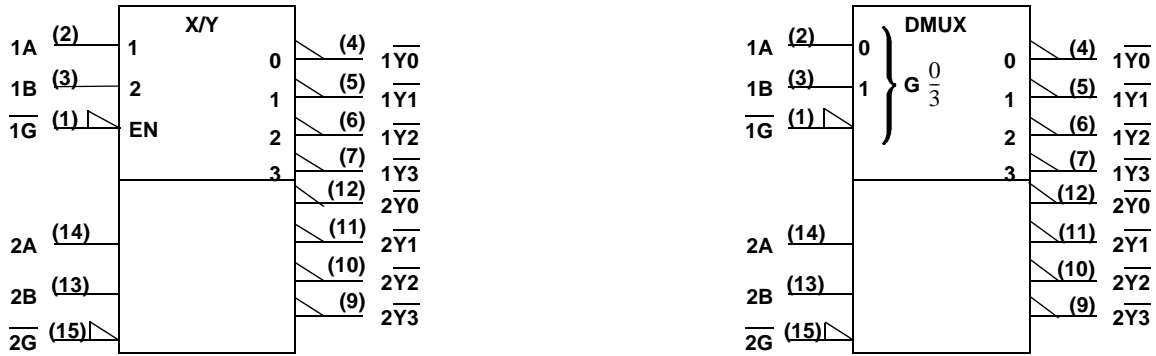 X/Y
1A (2) 1
1B (3) 2
1G (1) EN
0 (4) 1Y0
1 (5) 1Y1
2 (6) 1Y2
3 (7) 1Y3
(12) 2Y0
2A (14)
(11) 2Y1
2B (13)
(10) 2Y2
2G (15)
(9) 2Y3
DMUX
1A (2) 0
1B (3) 1
1G (1)
G 0/3
0 (4) 1Y0
1 (5) 1Y1
2 (6) 1Y2
3 (7) 1Y3
(12) 2Y0
2A (14)
(11) 2Y1
2B (13)
(10) 2Y2
2G (15)
(9) 2Y3